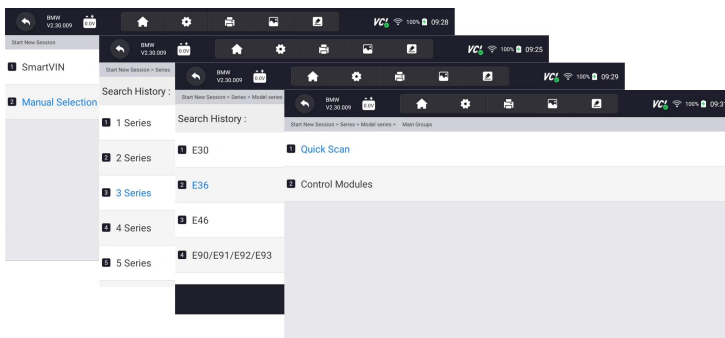 BMW
V2.30.009
0.0V
VCI
100%
09:28
Start New Session
1 SmartVIN
2 Manual Selection
BMW
V2.30.009
0.0V
VCI
100%
09:25
Start New Session > Series
Search History :
1 1 Series
2 2 Series
3 3 Series
4 4 Series
5 5 Series
BMW
V2.30.009
0.0V
VCI
100%
09:29
Start New Session > Series > Model series
Search History :
1 E30
2 E36
3 E46
4 E90/E91/E92/E93
BMW
V2.30.009
0.0V
VCI
100%
Start New Session > Series > Model series > Main Groups
1 Quick Scan
2 Control Modules